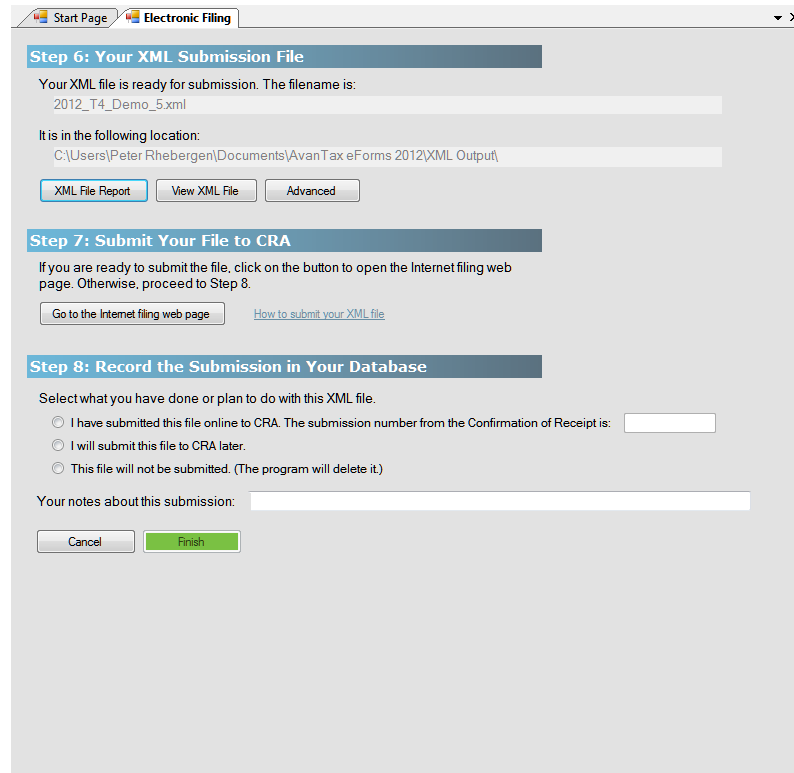 Start Page
Electronic Filing
Step 6: Your XML Submission File
Your XML file is ready for submission. The filename is:
2012_T4_Demo_5.xml
It is in the following location:
C:\Users\Peter Rhebergen\Documents\AvanTax eForms 2012\XML Output\
XML File Report
View XML File
Advanced
Step 7: Submit Your File to CRA
If you are ready to submit the file, click on the button to open the Internet filing web
page. Otherwise, proceed to Step 8.
Go to the Internet filing web page
How to submit your XML file
Step 8: Record the Submission in Your Database
Select what you have done or plan to do with this XML file.
I have submitted this file online to CRA. The submission number from the Confirmation of Receipt is:
I will submit this file to CRA later.
This file will not be submitted. (The program will delete it.)
Your notes about this submission:
Cancel
Finish